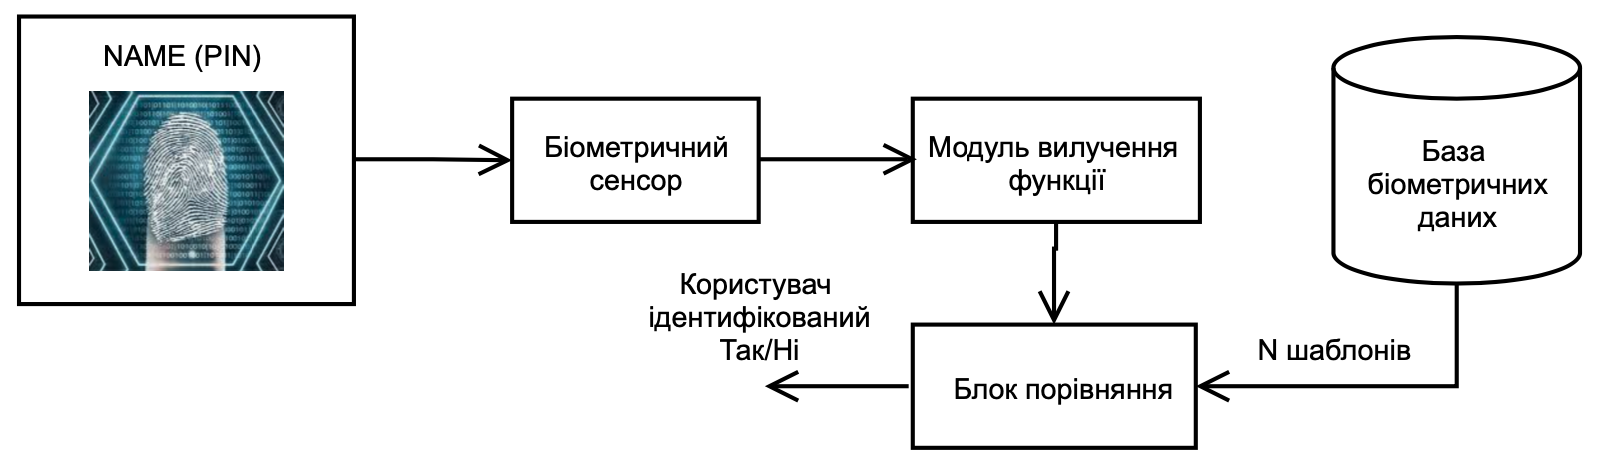 NAME (PIN)
Біометричний
сенсор
Модуль вилучення
функції
База
біометричних
даних
Користувач
ідентифікований
Так/Ні
Блок порівняння
N шаблонів